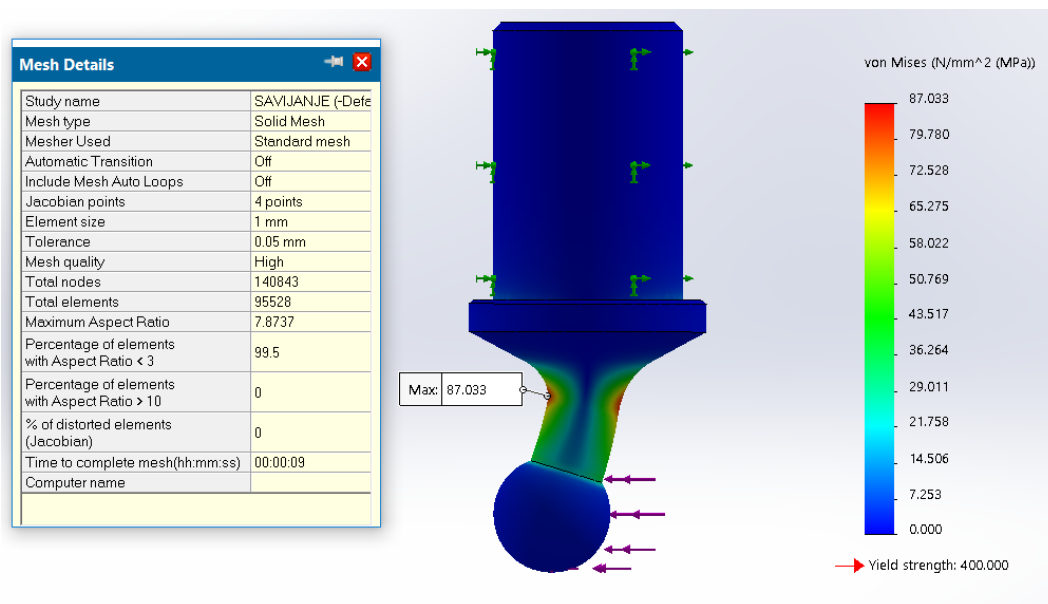 Mesh Details
Study name SAVIJANJE (-Defa
Mesh type Solid Mesh
Mesher Used Standard mesh
Automatic Transition Off
Include Mesh Auto Loops Off
Jacobian points 4 points
Element size 1 mm
Tolerance 0.05 mm
Mesh quality High
Total nodes 140843
Total elements 95528
Maximum Aspect Ratio 7.8737
Percentage of elements
with Aspect Ratio < 3 99.5
Percentage of elements
with Aspect Ratio > 10 0
% of distorted elements
(Jacobian) 0
Time to complete mesh(hh:mm:ss) 00:00:09
Computer name
Max: 87.033
von Mises (N/mm^2 (MPa))
87.033
79.780
72.528
65.275
58.022
50.769
43.517
36.264
29.011
21.758
14.506
7.253
0.000
Yield strength: 400.000